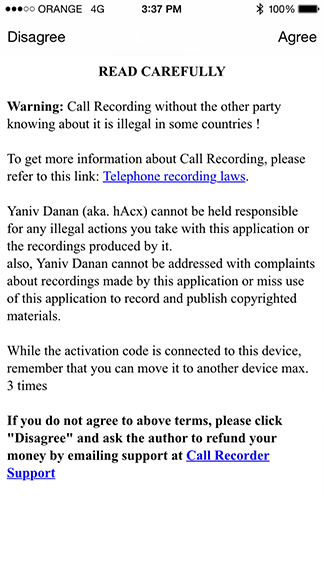 ORANGE 4G 3:37 PM 100%
Disagree Agree
READ CAREFULLY
Warning: Call Recording without the other party
knowing about it is illegal in some countries !
To get more information about Call Recording, please
refer to this link: Telephone recording laws.
Yaniv Danan (aka. hAcx) cannot be held responsible
for any illegal actions you take with this application or
the recordings produced by it.
also, Yaniv Danan cannot be addressed with complaints
about recordings made by this application or miss use
of this application to record and publish copyrighted
materials.
While the activation code is connected to this device,
remember that you can move it to another device max.
3 times
If you do not agree to above terms, please click
"Disagree" and ask the author to refund your
money by emailing support at Call Recorder
Support